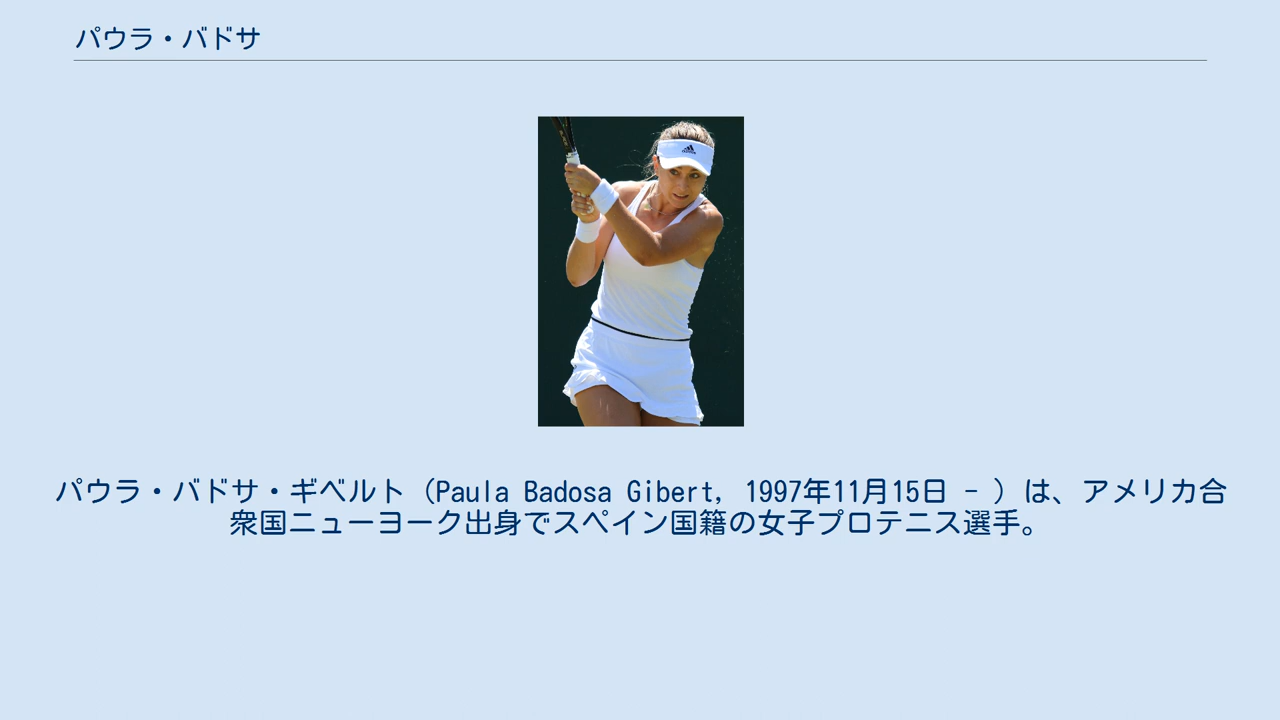 パウラ・バドサ
パウラ・バドサ・ギベルト（Paula Badosa Gibert, 1997年11月15日 - ）は、アメリカ合
衆国ニューヨーク出身でスペイン国籍の女子プロテニス選手。